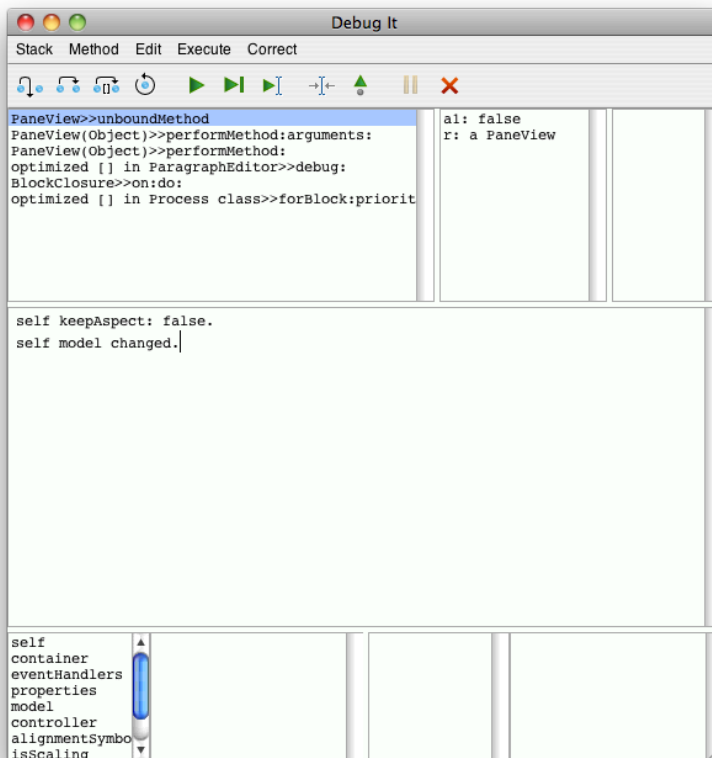 Debug It
Stack Method Edit Execute Correct
PaneView>>unboundMethod
PaneView(Object)>>performMethod:arguments:
PaneView(Object)>>performMethod:
optimized [] in ParagraphEditor>>debug:
BlockClosure>>on:do:
optimized [] in Process class>>forBlock:priorit
a1: false
r: a PaneView
self keepAspect: false.
self model changed.
self
container
eventHandlers
properties
model
controller
alignmentSymbo
isScaling